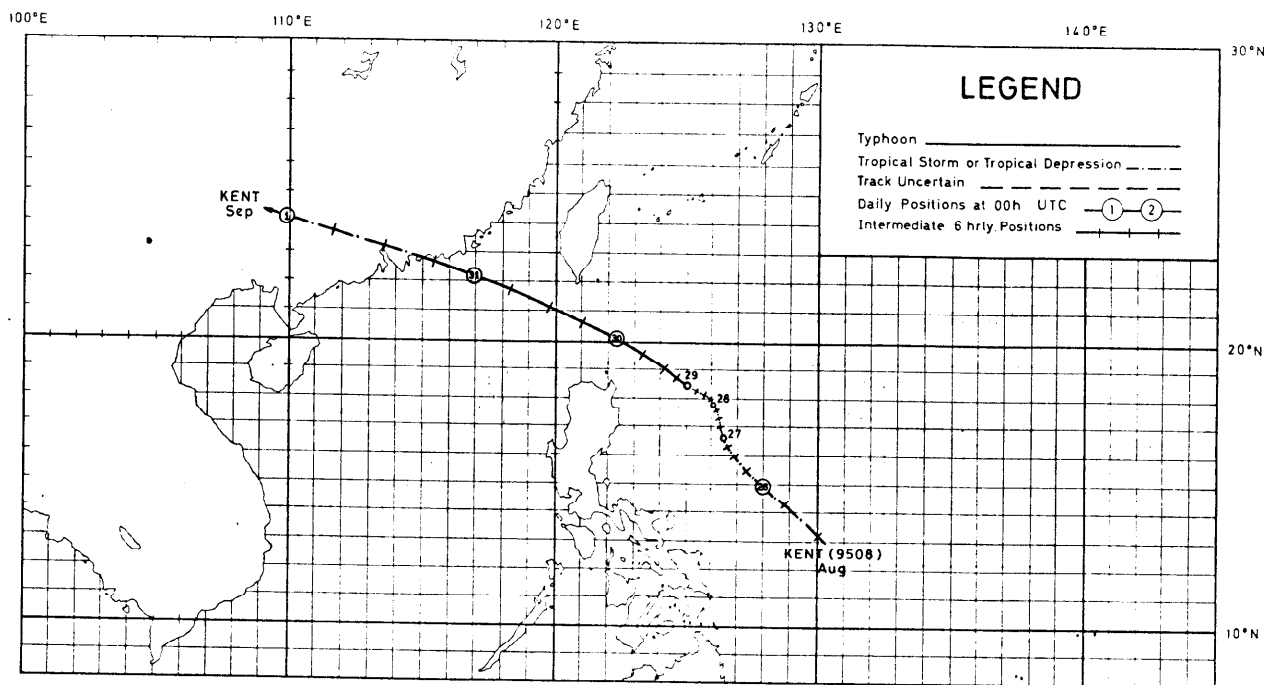 100°E 110°E 120°E 130°E 140°E
30°N
LEGEND
Typhoon
Tropical Storm or Tropical Depression
Track Uncertain
Daily Positions at 00h UTC 1 2
Intermediate 6 hrly. Positions
KENT
Sep
1
31
30
20°N
29
28
27
26
KENT (9508)
Aug
10°N